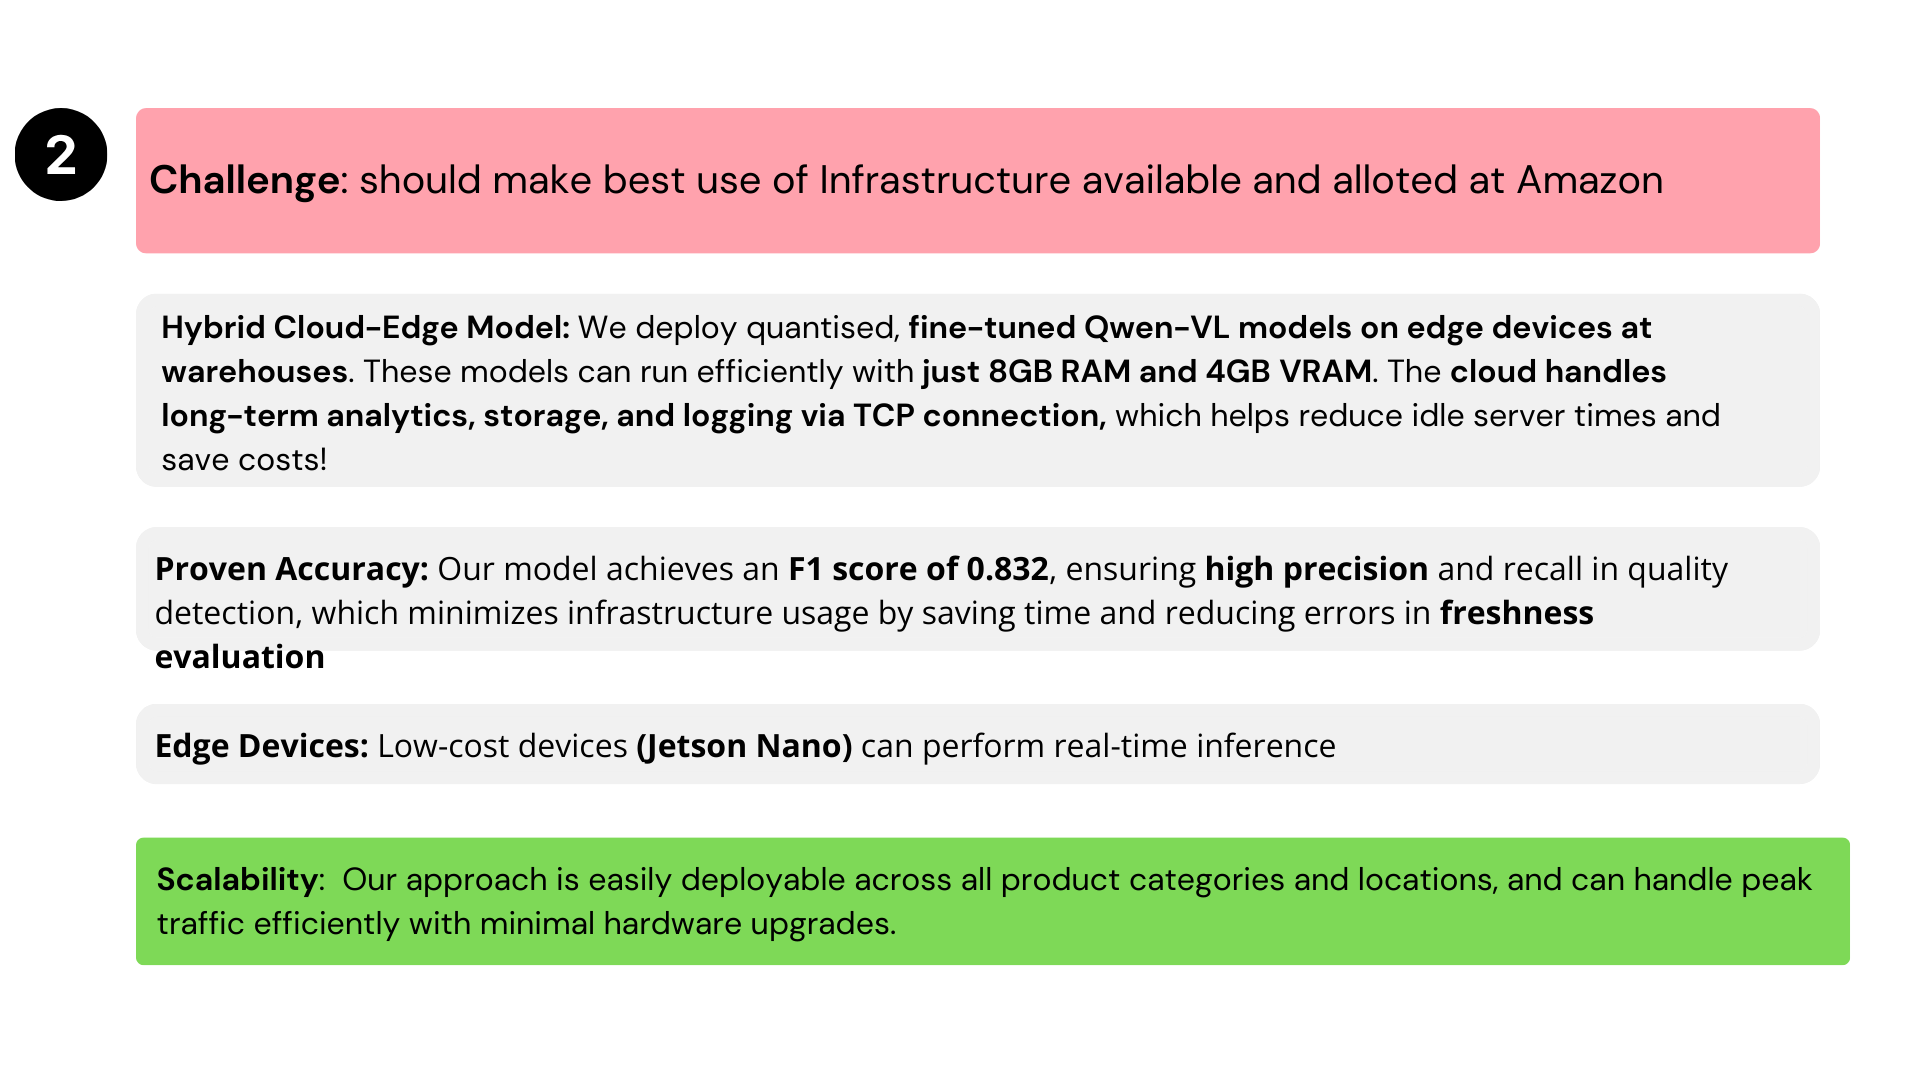 2
Challenge: should make best use of Infrastructure available and alloted at Amazon
Hybrid Cloud-Edge Model: We deploy quantised, fine-tuned Qwen-VL models on edge devices at
warehouses. These models can run efficiently with just 8GB RAM and 4GB VRAM. The cloud handles
long-term analytics, storage, and logging via TCP connection, which helps reduce idle server times and
save costs!
Proven Accuracy: Our model achieves an F1 score of 0.832, ensuring high precision and recall in quality
detection, which minimizes infrastructure usage by saving time and reducing errors in freshness
evaluation
Edge Devices: Low-cost devices (Jetson Nano) can perform real-time inference
Scalability: Our approach is easily deployable across all product categories and locations, and can handle peak
traffic efficiently with minimal hardware upgrades.